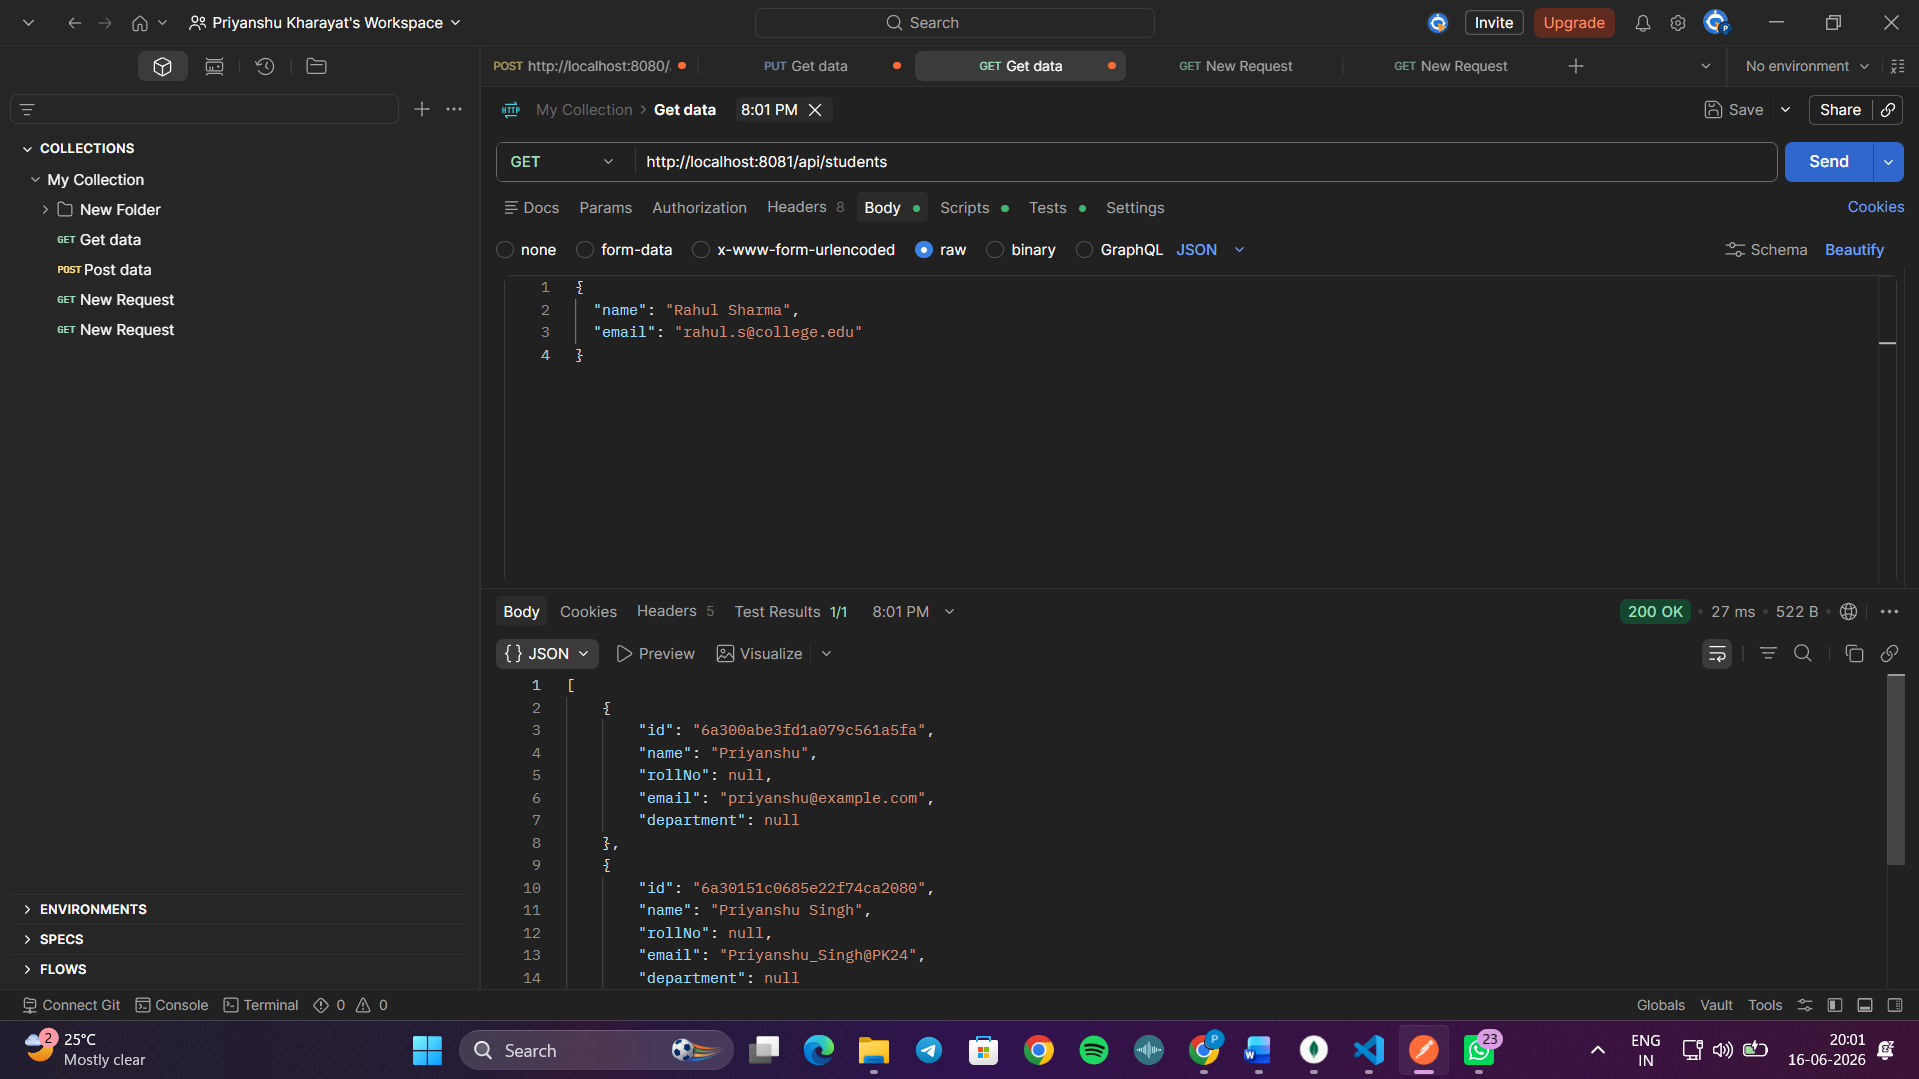 Priyanshu Kharayat's Workspace
Search
Invite
Upgrade
POST http://localhost:8080/
PUT Get data
GET Get data
GET New Request
GET New Request
No environment
My Collection > Get data
8:01 PM
Save
Share
COLLECTIONS
My Collection
New Folder
GET Get data
POST Post data
GET New Request
GET New Request
ENVIRONMENTS
SPECS
FLOWS
GET
http://localhost:8081/api/students
Send
Docs
Params
Authorization
Headers 8
Body
Scripts
Tests
Settings
Cookies
none
form-data
x-www-form-urlencoded
raw
binary
GraphQL
JSON
Schema
Beautify
1 {
2 "name": "Rahul Sharma",
3 "email": "rahul.s@college.edu"
4 }
Body
Cookies
Headers 5
Test Results 1/1
8:01 PM
200 OK
27 ms
522 B
{} JSON
Preview
Visualize
1 [
2 {
3 "id": "6a300abe3fd1a079c561a5fa",
4 "name": "Priyanshu",
5 "rollNo": null,
6 "email": "priyanshu@example.com",
7 "department": null
8 },
9 {
10 "id": "6a30151c0685e22f74ca2080",
11 "name": "Priyanshu Singh",
12 "rollNo": null,
13 "email": "Priyanshu_Singh@PK24",
14 "department": null
Connect Git
Console
Terminal
0
0
Globals
Vault
Tools
2
25°C
Mostly clear
Search
P
23
ENG
IN
20:01
16-06-2026